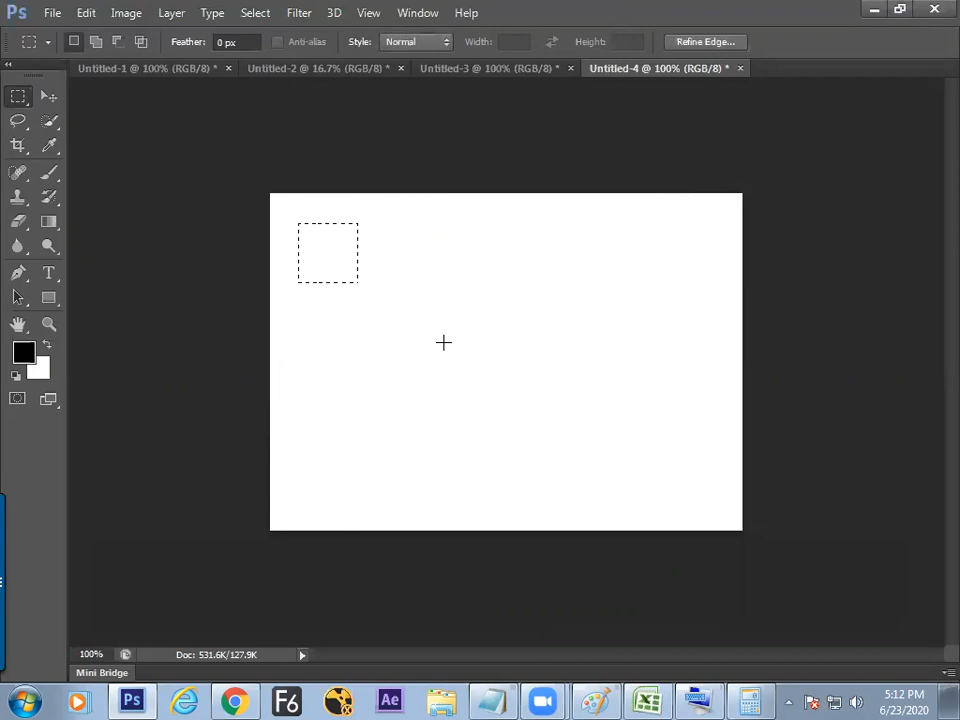 Ps File Edit Image Layer Type Select Filter 3D View Window Help
Feather: 0 px Anti-alias Style: Normal Width: Height: Refine Edge...
Untitled-1 @ 100% (RGB/8) * Untitled-2 @ 16.7% (RGB/8) * Untitled-3 @ 100% (RGB/8) * Untitled-4 @ 100% (RGB/8) *
T
100% Doc: 531.6K/127.9K
Mini Bridge
Ps F6 Ae 5:12 PM
6/23/2020